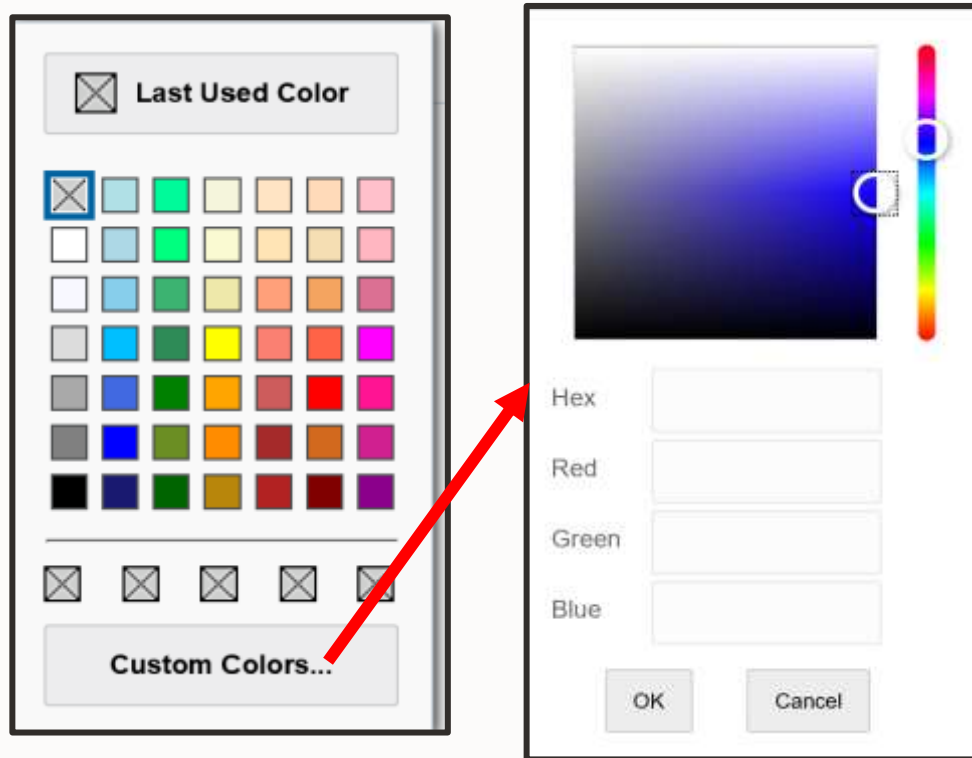 Last Used Color
Custom Colors...
Hex
Red
Green
Blue
OK
Cancel